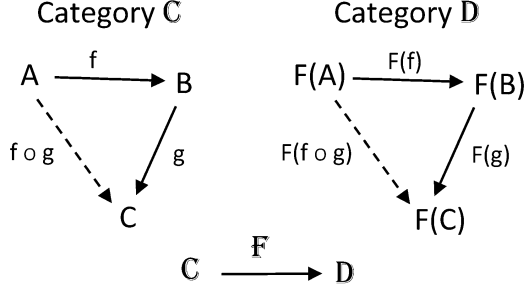 Category C Category D
f F(f)
A B F(A) F(B)
f o g g F(f o g) F(g)
C F(C)
F
C D